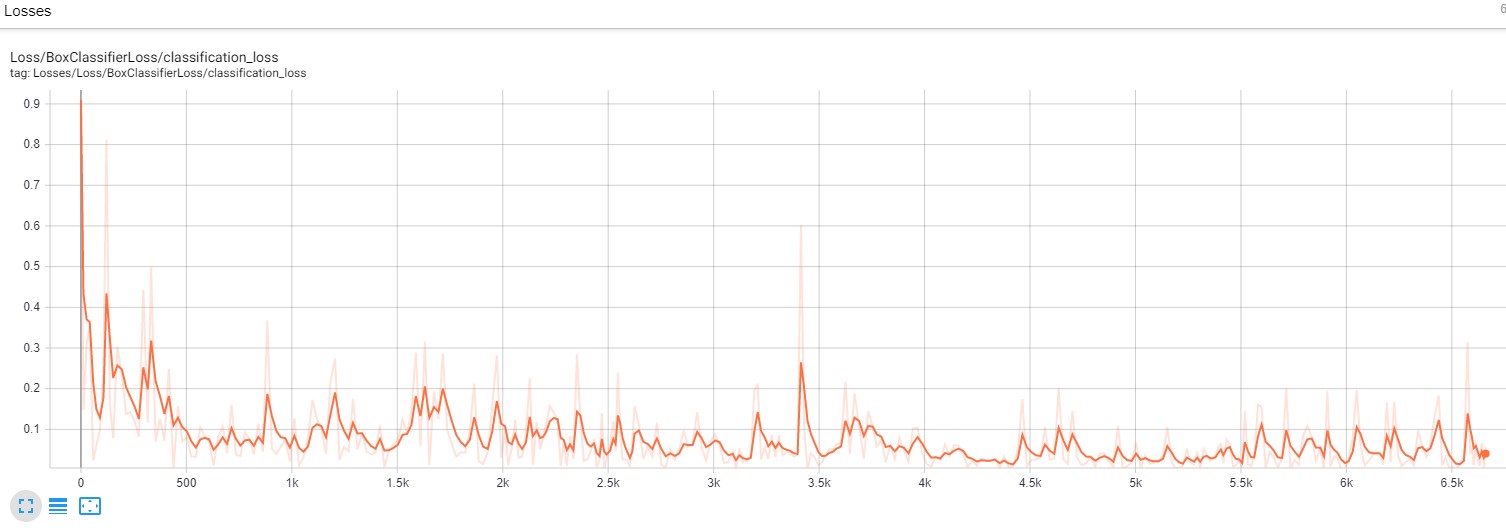 Losses
6
Loss/BoxClassifierLoss/classification_loss
tag: Losses/Loss/BoxClassifierLoss/classification_loss
0.9
0.8
0.7
0.6
0.5
0.4
0.3
0.2
0.1
0 500 1k 1.5k 2k 2.5k 3k 3.5k 4k 4.5k 5k 5.5k 6k 6.5k